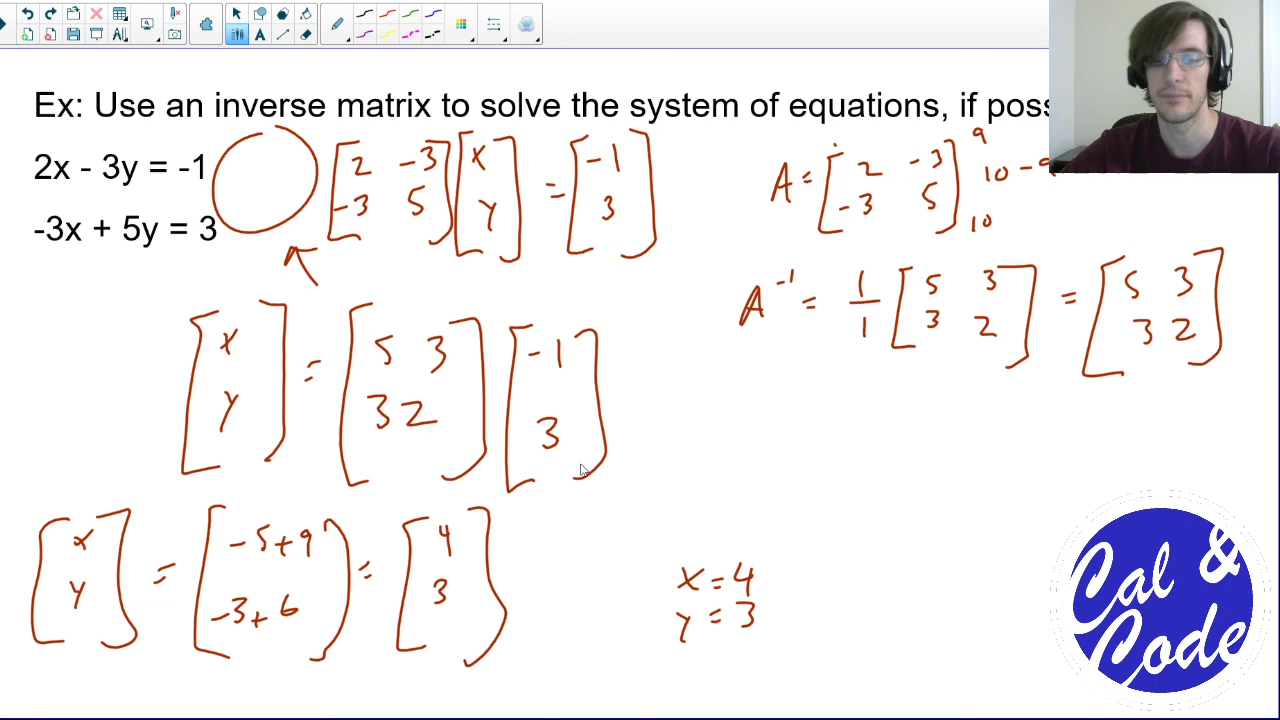 Ex: Use an inverse matrix to solve the system of equations, if poss
2x - 3y = -1
-3x + 5y = 3
[2 -3] [x] = [-1]
[-3 5] [y] [3]
A = [2 -3] 9
[-3 5] 10
10 - 9
A⁻¹ = 1/1 [5 3] = [5 3]
[3 2] [3 2]
[x] = [5 3] [-1]
[y] [3 2] [3]
[x] = [-5+9] = [4]
[y] [-3+6] [3]
x = 4
y = 3
Cal &
Code